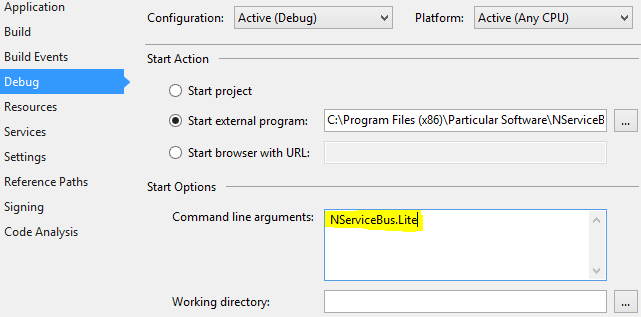 Application
Build
Build Events
Debug
Resources
Services
Settings
Reference Paths
Signing
Code Analysis
Configuration: Active (Debug) Platform: Active (Any CPU)
Start Action
Start project
Start external program: C:\Program Files (x86)\Particular Software\NServiceB ...
Start browser with URL:
Start Options
Command line arguments: NServiceBus.Lite
Working directory: ...